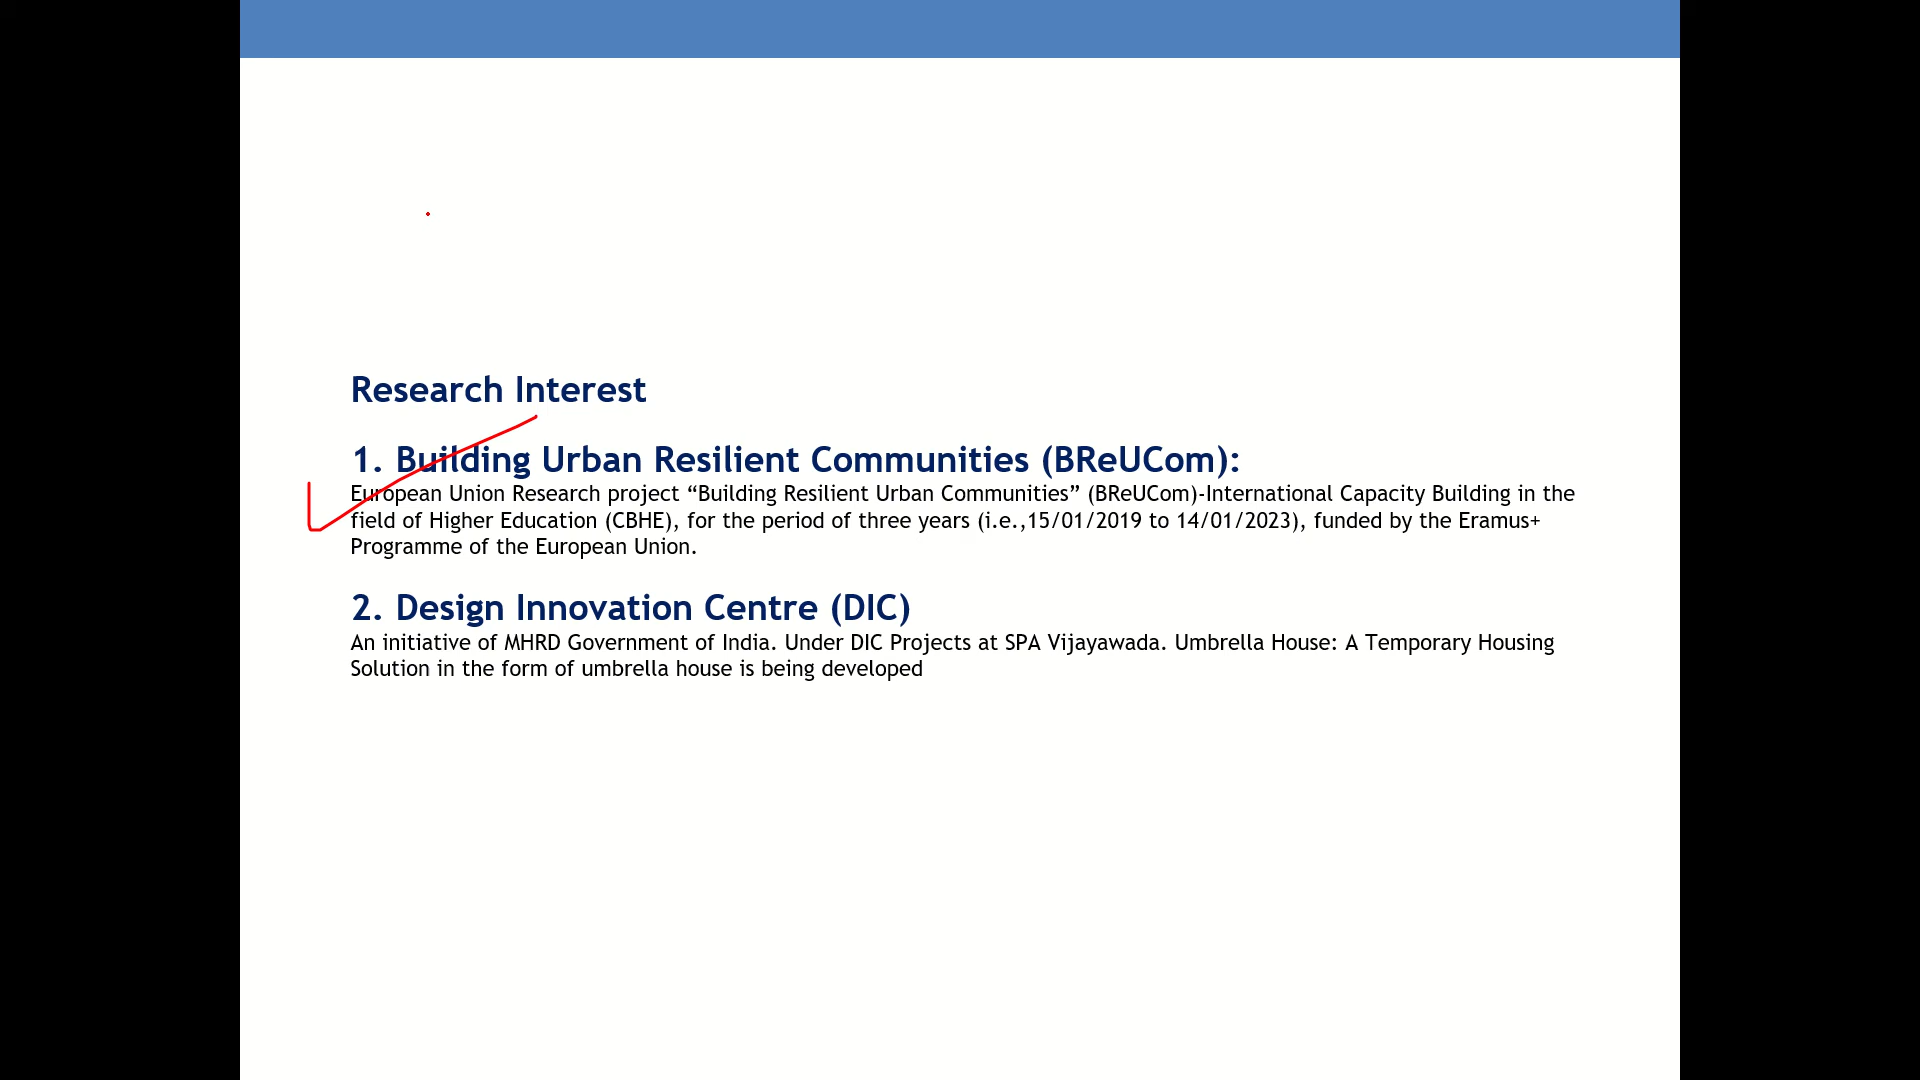 Research Interest
1. Building Urban Resilient Communities (BReUCom):
European Union Research project “Building Resilient Urban Communities” (BReUCom)-International Capacity Building in the
field of Higher Education (CBHE), for the period of three years (i.e.,15/01/2019 to 14/01/2023), funded by the Eramus+
Programme of the European Union.
2. Design Innovation Centre (DIC)
An initiative of MHRD Government of India. Under DIC Projects at SPA Vijayawada. Umbrella House: A Temporary Housing
Solution in the form of umbrella house is being developed